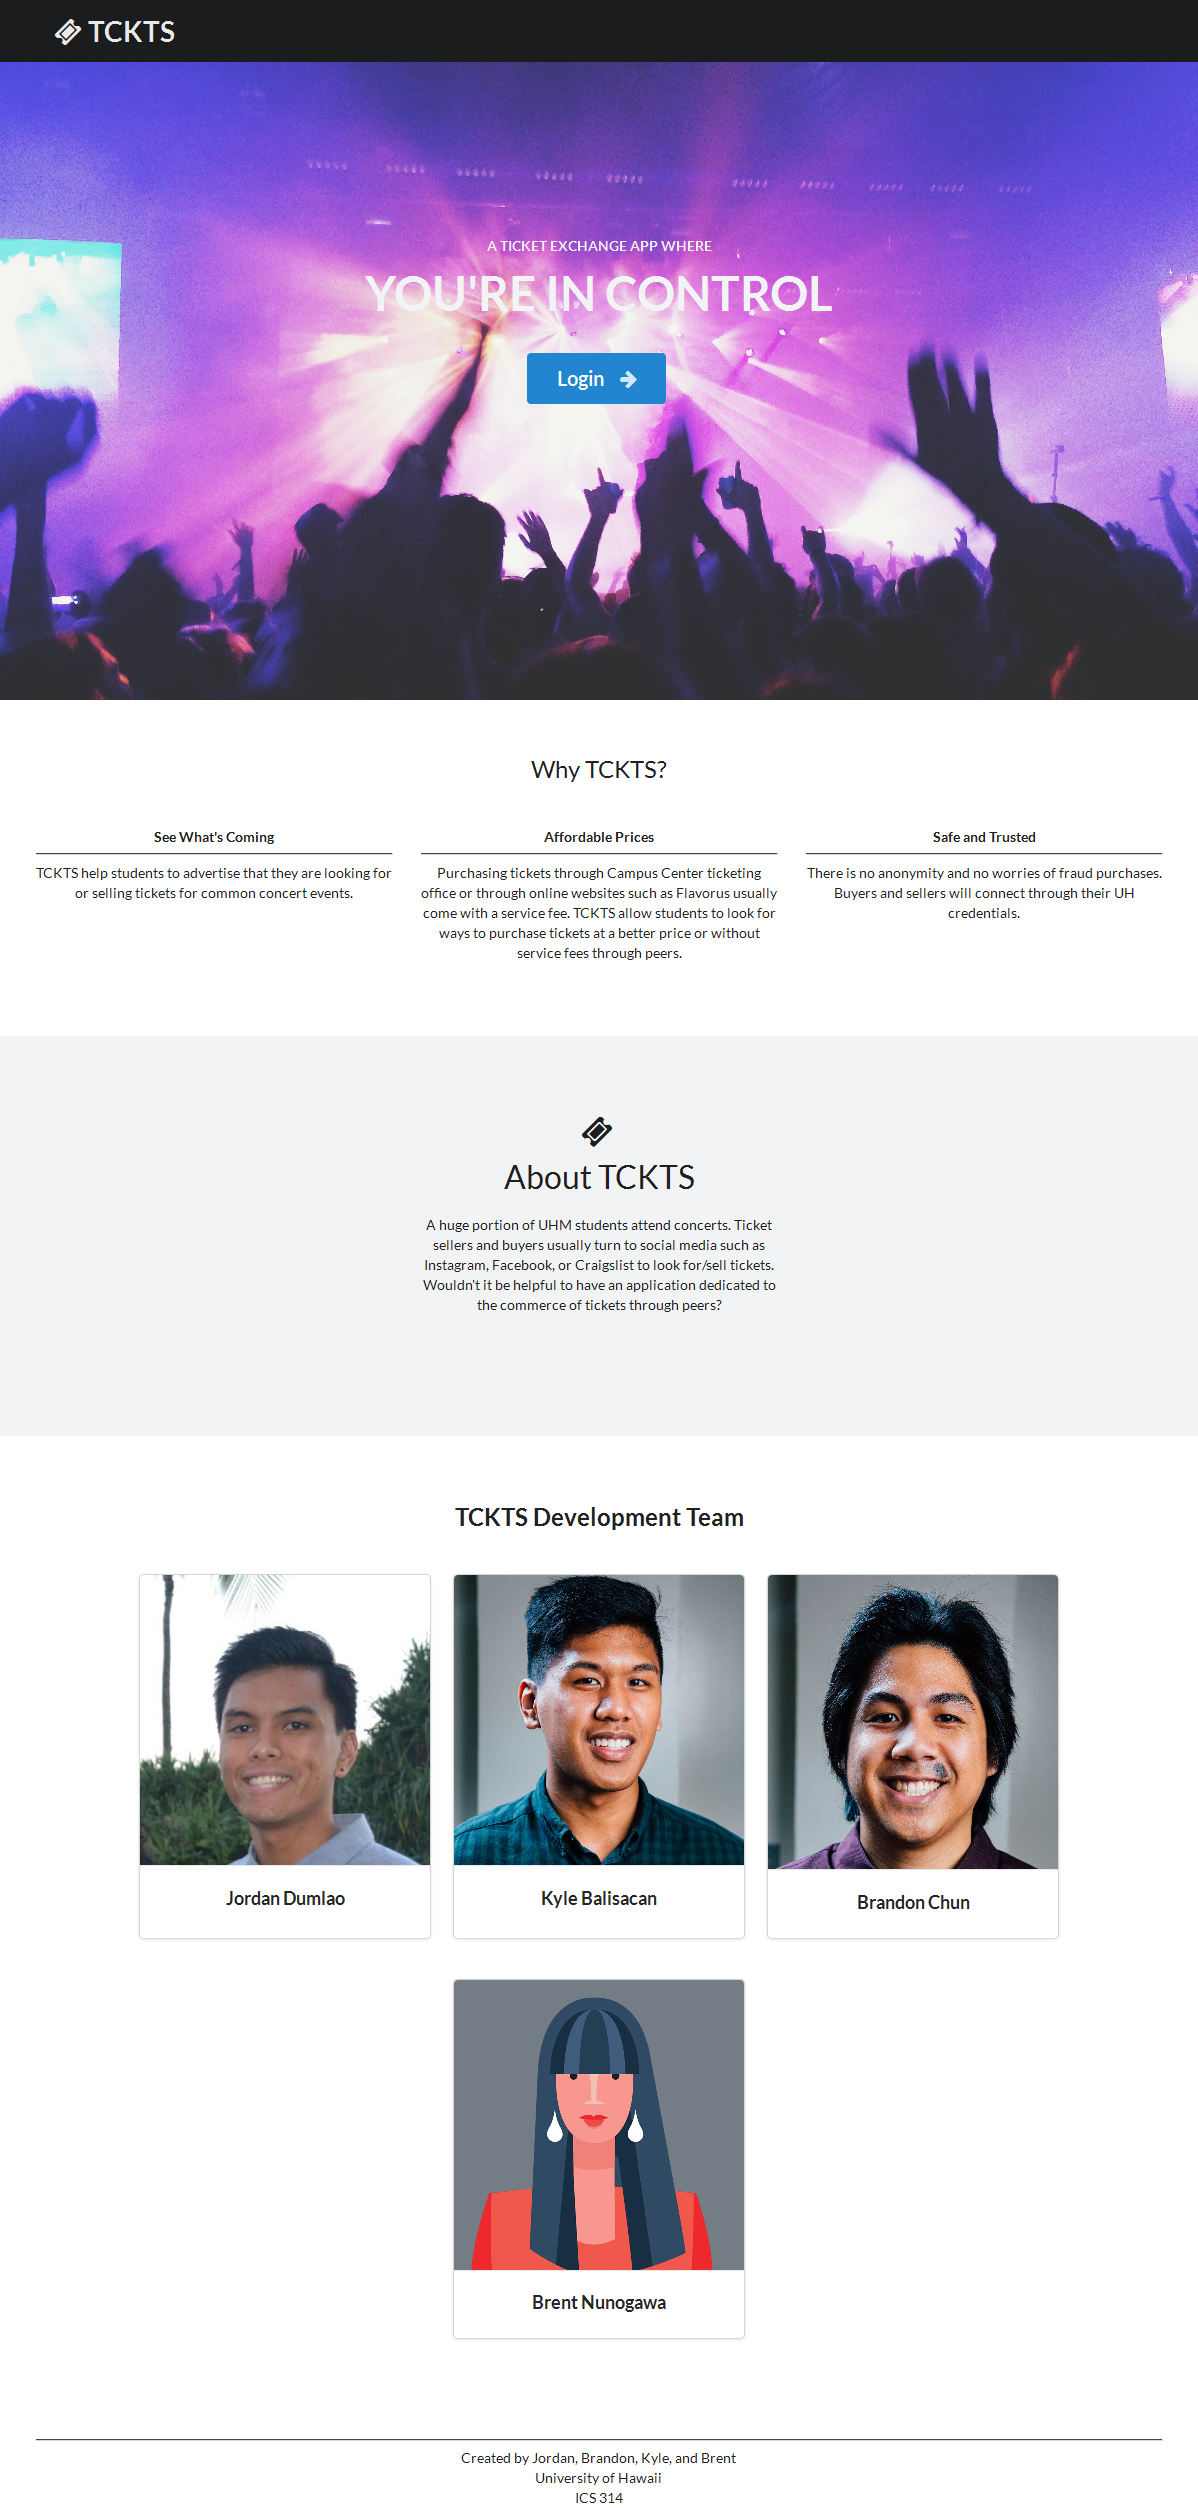 TCKTS
A TICKET EXCHANGE APP WHERE
YOU'RE IN CONTROL
Login
Why TCKTS?
See What's Coming
TCKTS help students to advertise that they are looking for
or selling tickets for common concert events.
Affordable Prices
Purchasing tickets through Campus Center ticketing
office or through online websites such as Flavorus usually
come with a service fee. TCKTS allow students to look for
ways to purchase tickets at a better price or without
service fees through peers.
Safe and Trusted
There is no anonymity and no worries of fraud purchases.
Buyers and sellers will connect through their UH
credentials.
About TCKTS
A huge portion of UHM students attend concerts. Ticket
sellers and buyers usually turn to social media such as
Instagram, Facebook, or Craigslist to look for/sell tickets.
Wouldn't it be helpful to have an application dedicated to
the commerce of tickets through peers?
TCKTS Development Team
Jordan Dumlao
Kyle Balisacan
Brandon Chun
Brent Nunogawa
Created by Jordan, Brandon, Kyle, and Brent
University of Hawaii
ICS 314